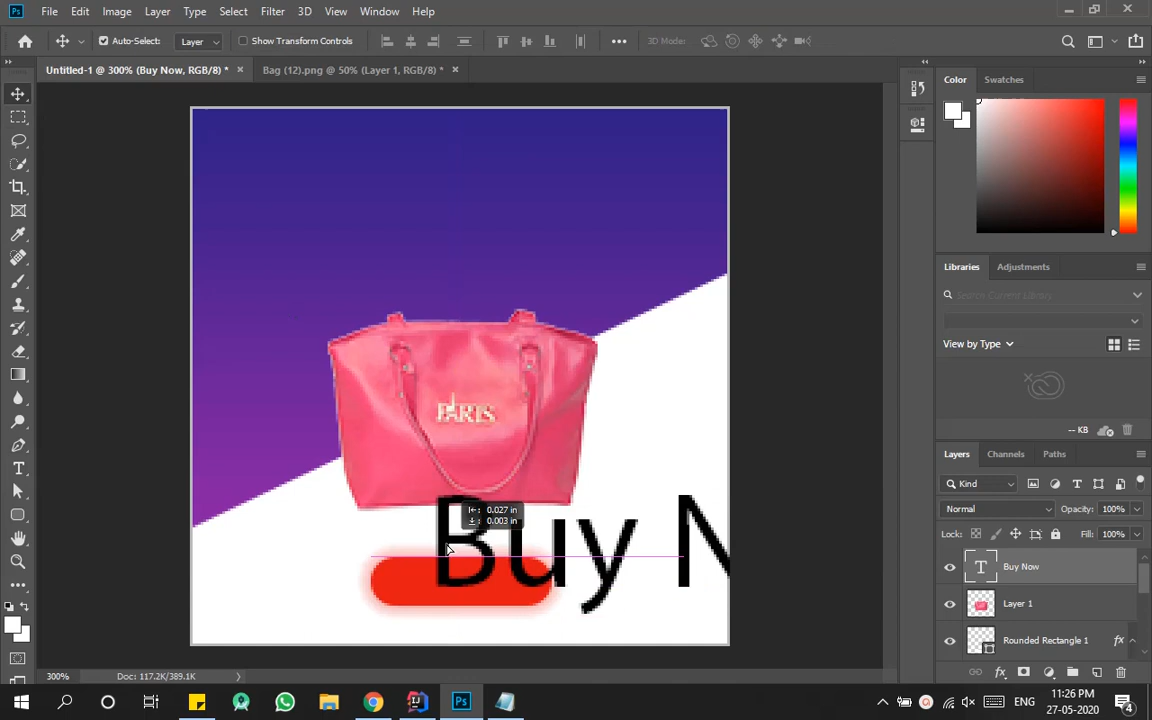 File Edit Image Layer Type Select Filter 3D View Window Help
Auto-Select: Layer Show Transform Controls 3D Mode:
Untitled-1 @ 300% (Buy Now, RGB/8) * Bag (12).png @ 50% (Layer 1, RGB/8) *
Color Swatches
Libraries Adjustments
Search Current Library
View by Type
PARIS
-- KB
Layers Channels Paths
Kind
Normal Opacity: 100%
Lock: Fill: 100%
0.027 in
0.003 in
Buy N
Buy Now
Layer 1
Rounded Rectangle 1 fx
300% Doc: 117.2K/389.1K
ENG 11:26 PM
27-05-2020
4